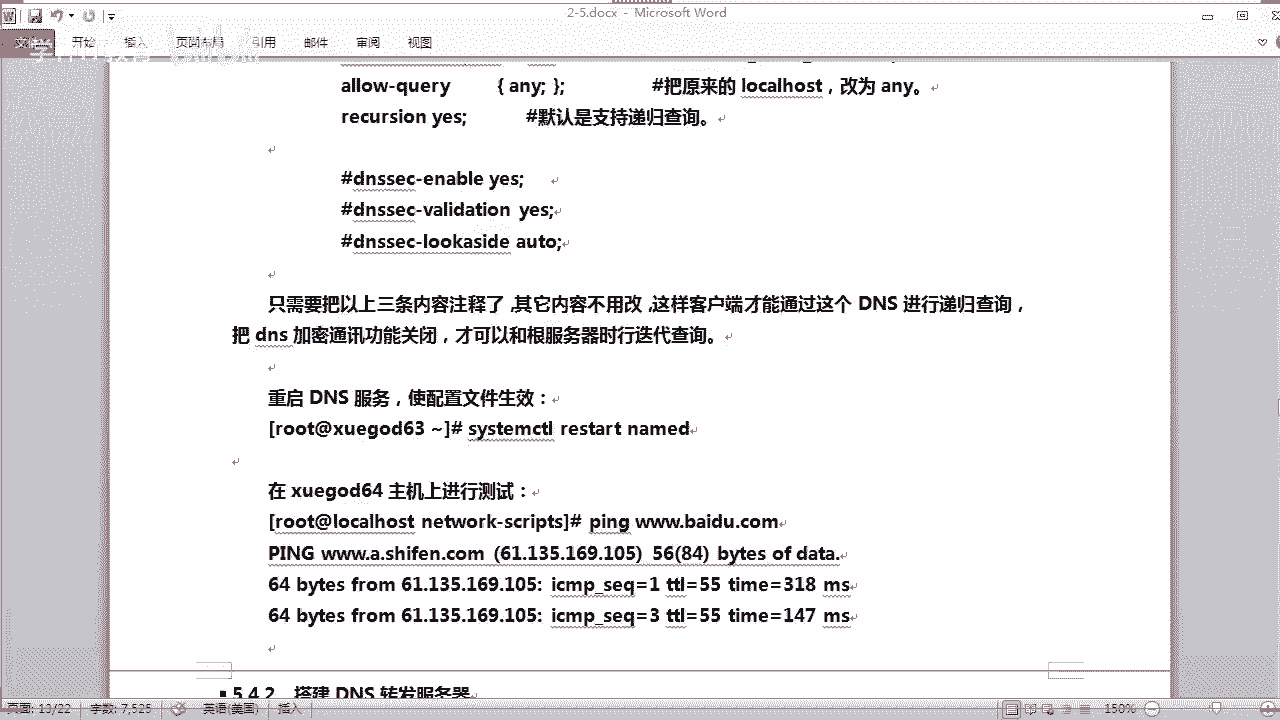 2-5.docx - Microsoft Word
文件 开始 插入 页面布局 引用 邮件 审阅 视图
allow-query { any; }; #把原来的 localhost，改为 any。
recursion yes; #默认是支持递归查询。
#dnssec-enable yes;
#dnssec-validation yes;
#dnssec-lookaside auto;
只需要把以上三条内容注释了，其它内容不用改，这样客户端才能通过这个 DNS 进行递归查询，
把 dns 加密通讯功能关闭，才可以和根服务器时行迭代查询。
重启 DNS 服务，使配置文件生效：
[root@xuegod63 ~]# systemctl restart named
在 xuegod64 主机上进行测试：
[root@localhost network-scripts]# ping www.baidu.com
PING www.a.shifen.com (61.135.169.105) 56(84) bytes of data.
64 bytes from 61.135.169.105: icmp_seq=1 ttl=55 time=318 ms
64 bytes from 61.135.169.105: icmp_seq=3 ttl=55 time=147 ms
5.4.2 搭建 DNS 转发服务器
页面: 13/22 字数: 7,525 英语(美国) 插入 150%